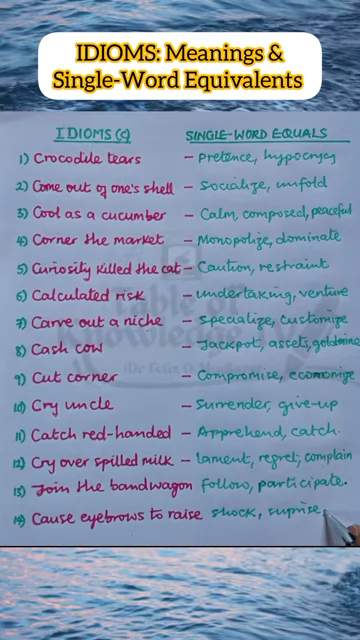 IDIOMS: Meanings &
Single-Word Equivalents
IDIOMS (C) SINGLE-WORD EQUALS
1) Crocodile tears – Pretence, hypocrycy
2) Come out of one's shell – Socialize, unfold
3) Cool as a cucumber – Calm, composed, peaceful
4) Corner the market – Monopolize, dominate
5) Curiosity killed the cat – Caution, restraint
6) Calculated risk – undertaking, venture
7) Carve out a niche – Specialize, customize
8) Cash cow – Jackpot, assets, goldmine
9) Cut corner – Compromise, economize
10) Cry uncle – Surrender, give-up
11) Catch red-handed – Apprehend, catch.
12) Cry over spilled milk – lament, regret, complain
13) Join the bandwagon follow, participate.
14) Cause eyebrows to raise shock, suprise
Table of
Knowledge